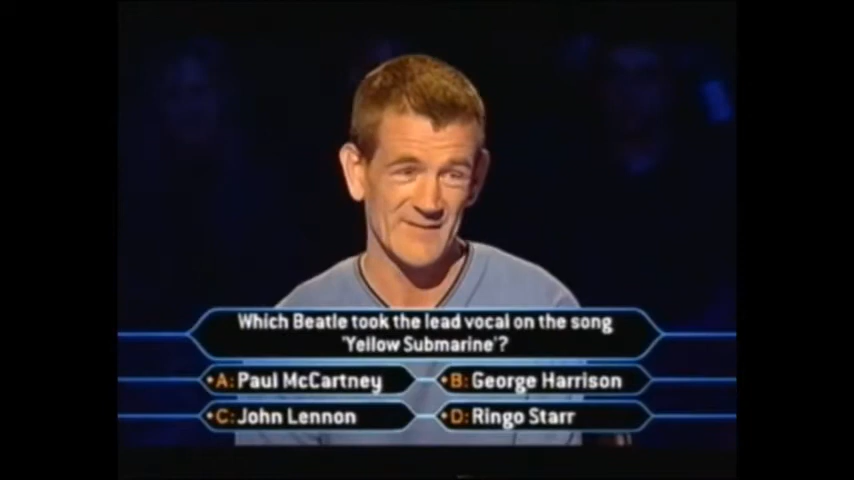 Which Beatle took the lead vocal on the song
'Yellow Submarine'?
A: Paul McCartney
B: George Harrison
C: John Lennon
D: Ringo Starr